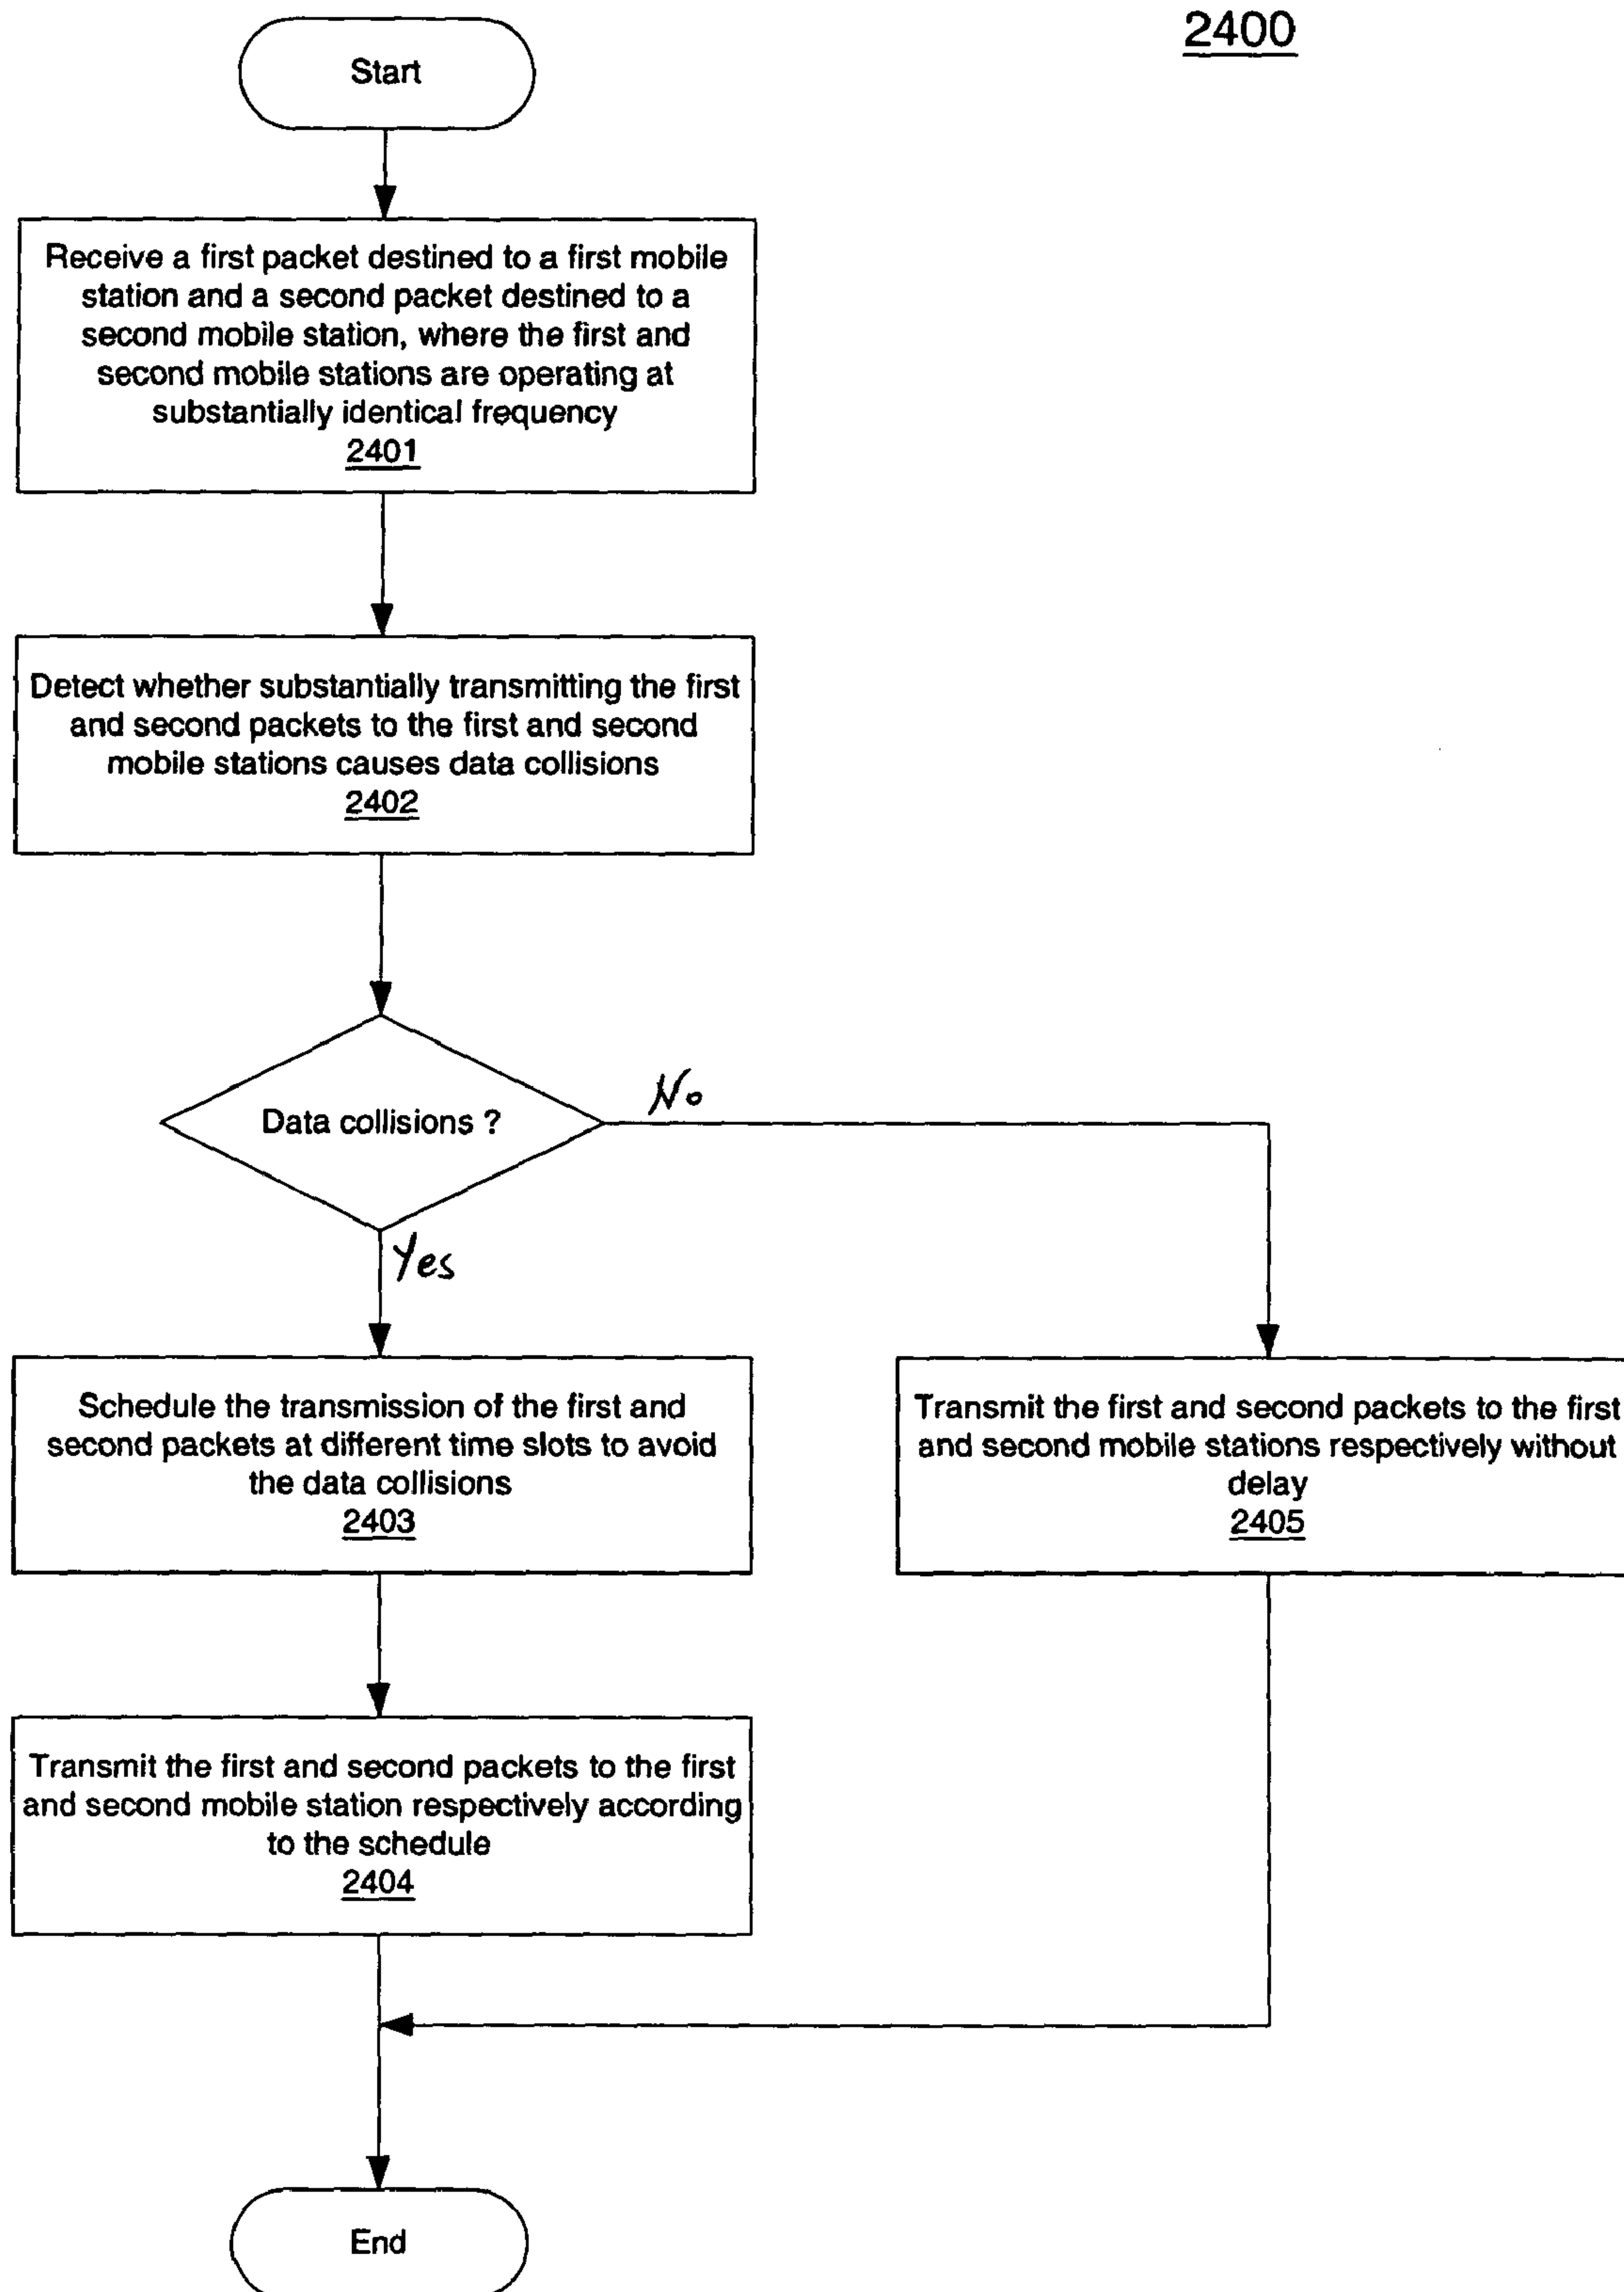 2400
Start
Receive a first packet destined to a first mobile
station and a second packet destined to a
second mobile station, where the first and
second mobile stations are operating at
substantially identical frequency
2401
Detect whether substantially transmitting the first
and second packets to the first and second
mobile stations causes data collisions
2402
Data collisions ?
No
Yes
Schedule the transmission of the first and
second packets at different time slots to avoid
the data collisions
2403
Transmit the first and second packets to the first
and second mobile stations respectively without
delay
2405
Transmit the first and second packets to the first
and second mobile station respectively according
to the schedule
2404
End